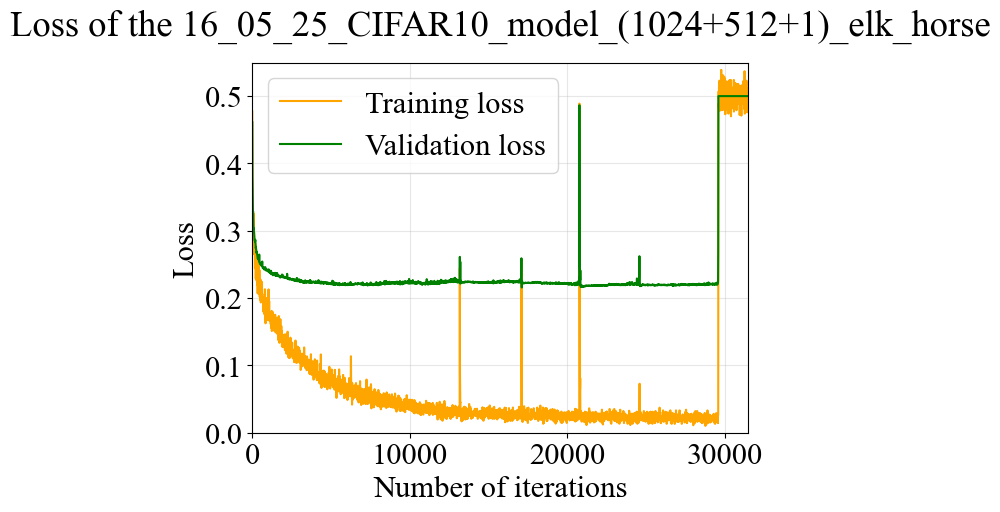 Loss of the 16_05_25_CIFAR10_model_(1024+512+1)_elk_horse
Training loss
Validation loss
Loss
0.5
0.4
0.3
0.2
0.1
0.0
0
10000
20000
30000
Number of iterations